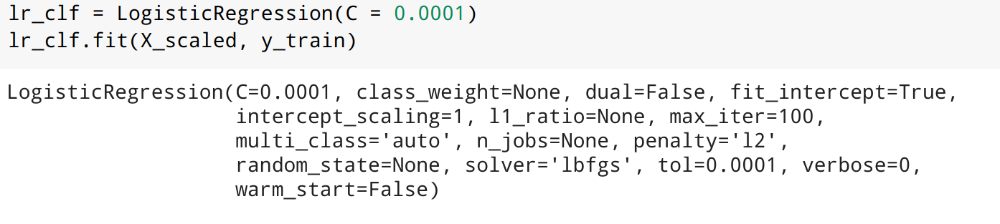 lr_clf = LogisticRegression(C = 0.0001)
lr_clf.fit(X_scaled, y_train)
LogisticRegression(C=0.0001, class_weight=None, dual=False, fit_intercept=True,
intercept_scaling=1, l1_ratio=None, max_iter=100,
multi_class='auto', n_jobs=None, penalty='l2',
random_state=None, solver='lbfgs', tol=0.0001, verbose=0,
warm_start=False)